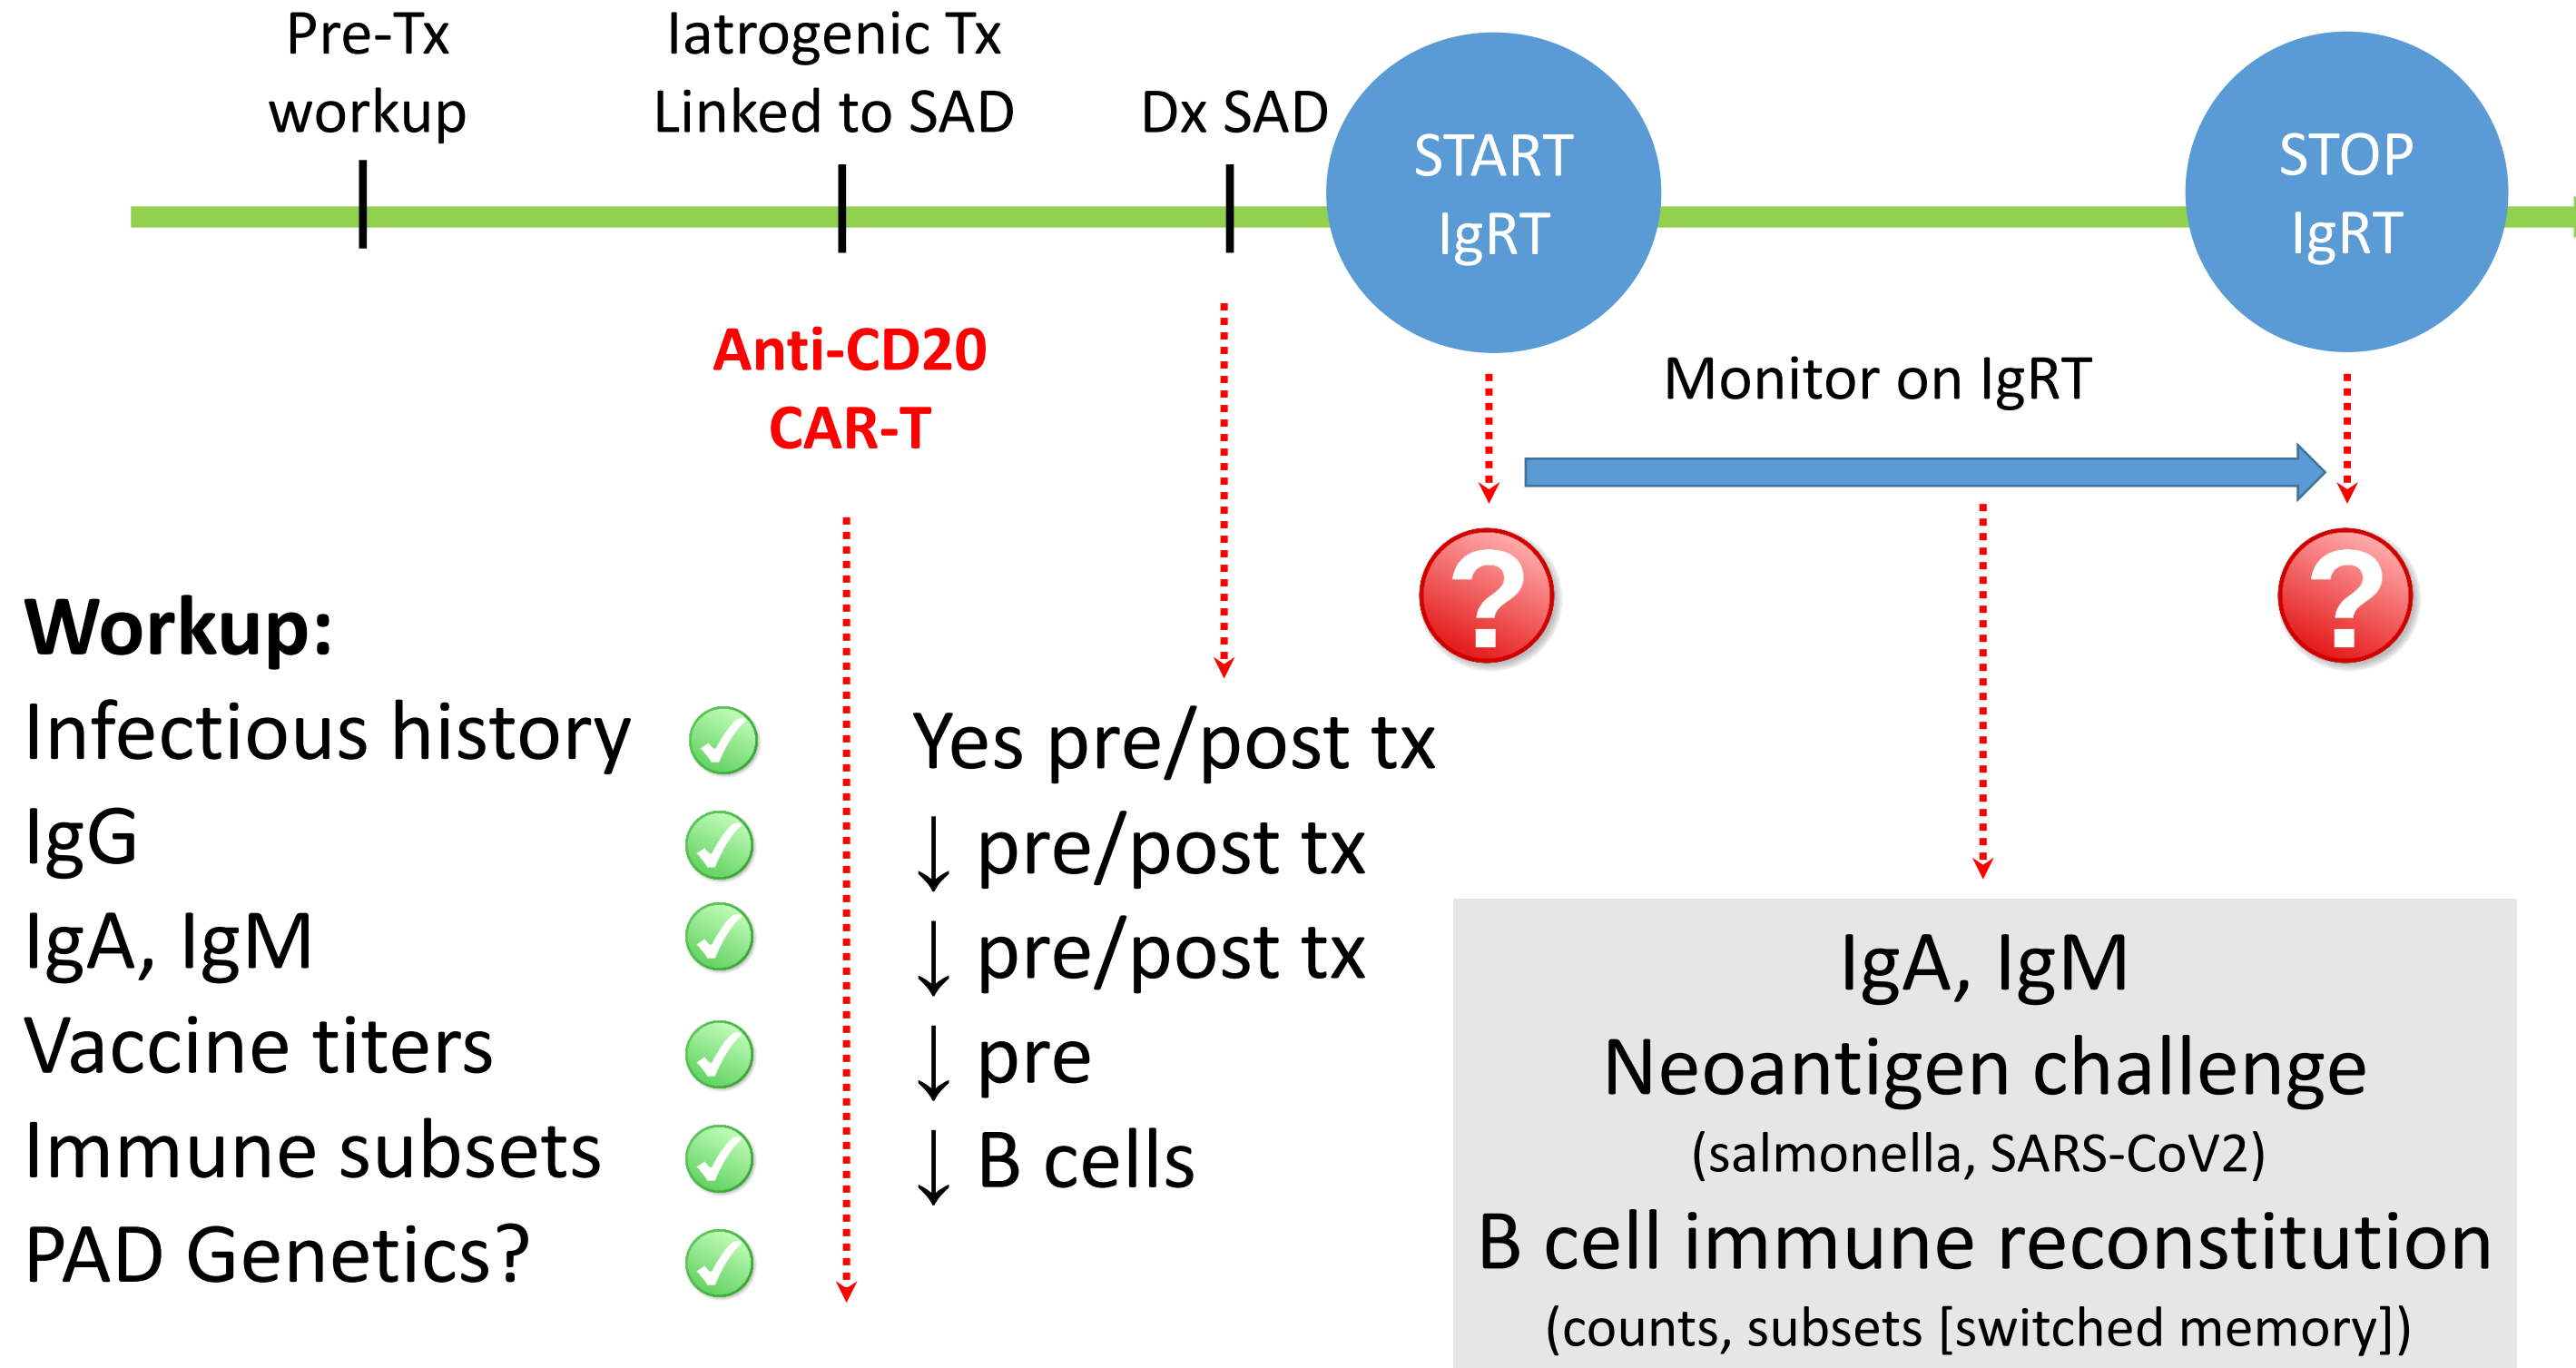 Pre-Tx
workup
Iatrogenic Tx
Linked to SAD
Dx SAD
START
IgRT
STOP
IgRT
Anti-CD20
CAR-T
Monitor on IgRT
?
?
Workup:
Infectious history
IgG
IgA, IgM
Vaccine titers
Immune subsets
PAD Genetics?
Yes pre/post tx
↓ pre/post tx
↓ pre/post tx
↓ pre
↓ B cells
IgA, IgM
Neoantigen challenge
(salmonella, SARS-CoV2)
B cell immune reconstitution
(counts, subsets [switched memory])